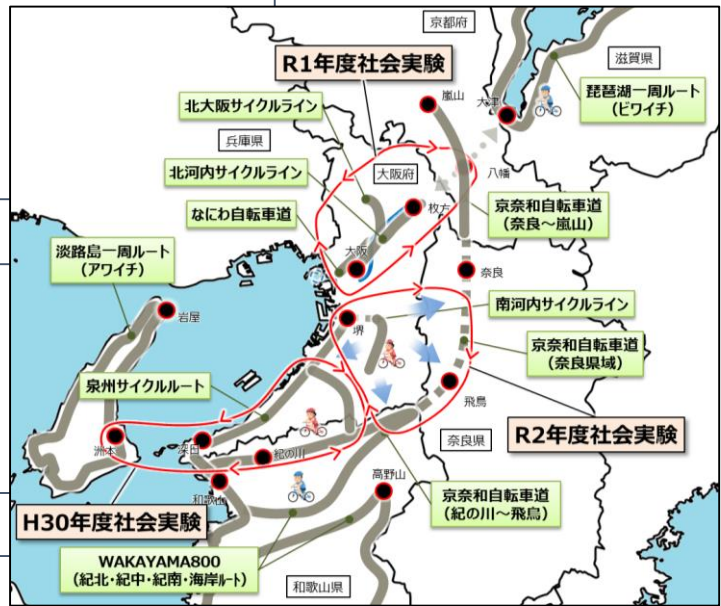 京都府
滋賀県
R1年度社会実験
嵐山
大津
琵琶湖一周ルート
(ビワイチ)
北大阪サイクルライン
兵庫県
大阪府
八幡
北河内サイクルライン
枚方
京奈和自転車道
(奈良～嵐山)
なにわ自転車道
大阪
奈良
淡路島一周ルート
(アワイチ)
岩屋
南河内サイクルライン
堺
京奈和自転車道
(奈良県域)
泉州サイクルルート
飛鳥
洲本
深日
紀の川
奈良県
R2年度社会実験
和歌山
高野山
H30年度社会実験
京奈和自転車道
(紀の川～飛鳥)
WAKAYAMA800
(紀北・紀中・紀南・海岸ルート)
和歌山県